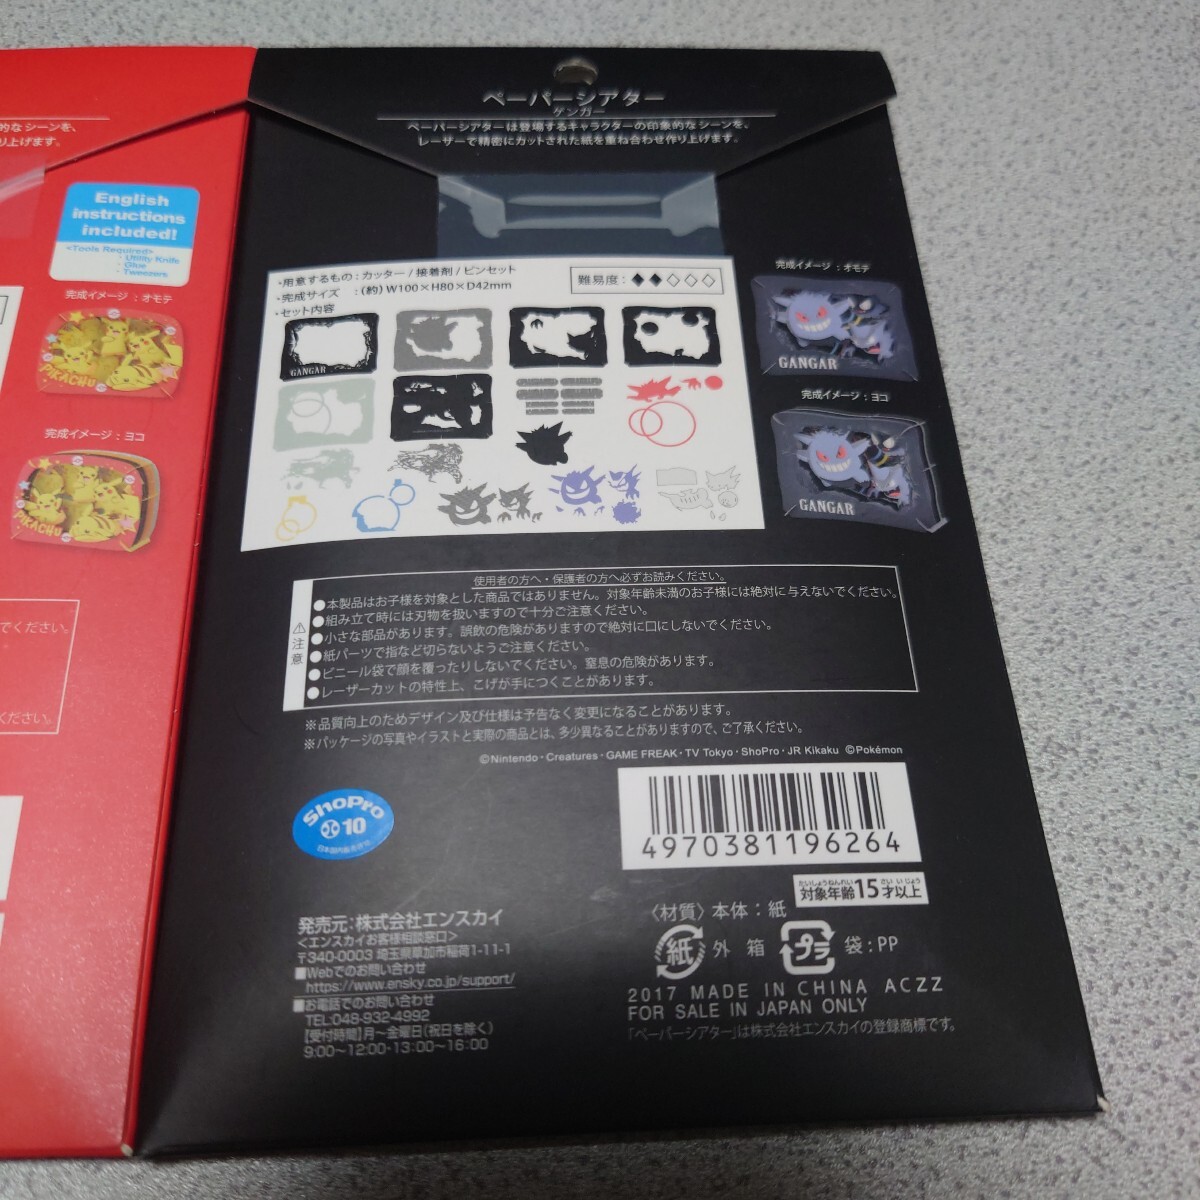 的なシーンを、
り上げます。
English
instructions
included!
<Tools Required>
・Utility Knife
・Glue
・Tweezers
完成イメージ：オモテ
PIKACHU
完成イメージ：ヨコ
PIKACHU
でください。
ください。
ペーパーシアター
ゲンガー
ペーパーシアターは登場するキャラクターの印象的なシーンを、
レーザーで精密にカットされた紙を重ね合わせ作り上げます。
・用意するもの：カッター/接着剤/ピンセット
・完成サイズ ：（約）W100×H80×D42mm
・セット内容
難易度：◆◆◇◇◇
GANGAR
完成イメージ：オモテ
GANGAR
完成イメージ：ヨコ
GANGAR
使用者の方へ・保護者の方へ必ずお読みください。
⚠注意
●本製品はお子様を対象とした商品ではありません。対象年齢未満のお子様には絶対に与えないでください。
●組み立て時には刃物を扱いますので十分ご注意ください。
●小さな部品があります。誤飲の危険がありますので絶対に口にしないでください。
●紙パーツで指など切らないようご注意ください。
●ビニール袋で顔を覆ったりしないでください。窒息の危険があります。
●レーザーカットの特性上、こげが手につくことがあります。
※品質向上のためデザイン及び仕様は予告なく変更になることがあります。
※パッケージの写真やイラストと実際の商品とは、多少異なることがありますので、ご了承ください。
©Nintendo・Creatures・GAME FREAK・TV Tokyo・ShoPro・JR Kikaku ©Pokémon
ShoPro
10
日本国内販売許可
4970381196264
たいしょうねんれい さい いじょう
対象年齢15才以上
発売元：株式会社エンスカイ
<エンスカイお客様相談窓口>
〒340-0003 埼玉県草加市稲荷1-11-1
■Webでのお問い合わせ
https://www.ensky.co.jp/support/
■お電話でのお問い合わせ
TEL:048-932-4992
【受付時間】月～金曜日（祝日を除く）
9:00～12:00・13:00～16:00
〈材質〉本体：紙
紙 外 箱 プラ 袋：PP
2017 MADE IN CHINA ACZZ
FOR SALE IN JAPAN ONLY
「ペーパーシアター」は株式会社エンスカイの登録商標です。